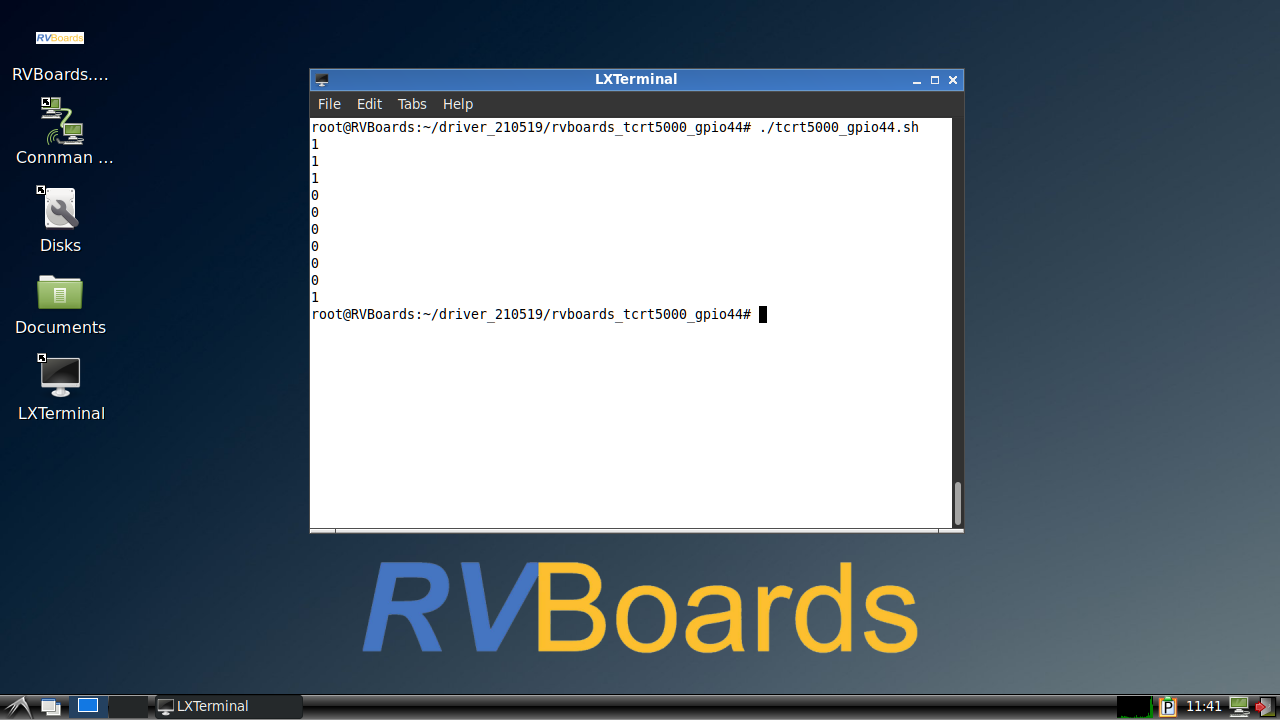 RVBoards
RVBoards....
Connman ...
Disks
Documents
LXTerminal
LXTerminal
File Edit Tabs Help
root@RVBoards:~/driver_210519/rvboards_tcrt5000_gpio44# ./tcrt5000_gpio44.sh
1
1
1
0
0
0
0
0
0
1
root@RVBoards:~/driver_210519/rvboards_tcrt5000_gpio44#
RVBoards
LXTerminal
P
11:41